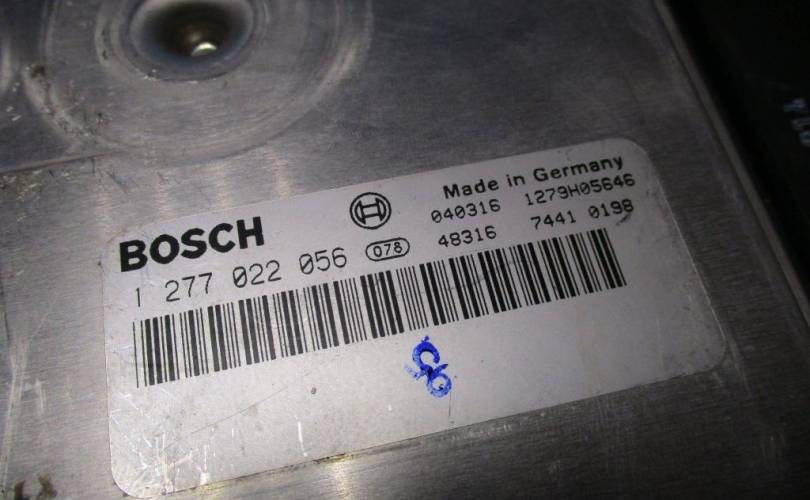 Made in Germany
BOSCH 040316 1279H05646
1 277 022 056 078 48316 7441 0198